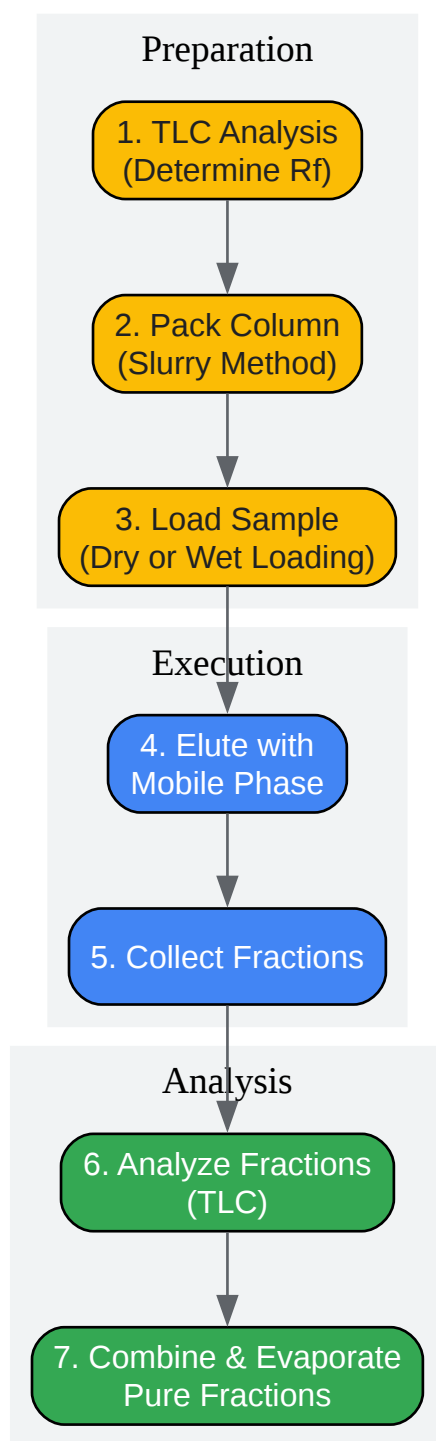 Preparation
1. TLC Analysis
(Determine Rf)
2. Pack Column
(Slurry Method)
3. Load Sample
(Dry or Wet Loading)
Execution
4. Elute with
Mobile Phase
5. Collect Fractions
Analysis
6. Analyze Fractions
(TLC)
7. Combine & Evaporate
Pure Fractions